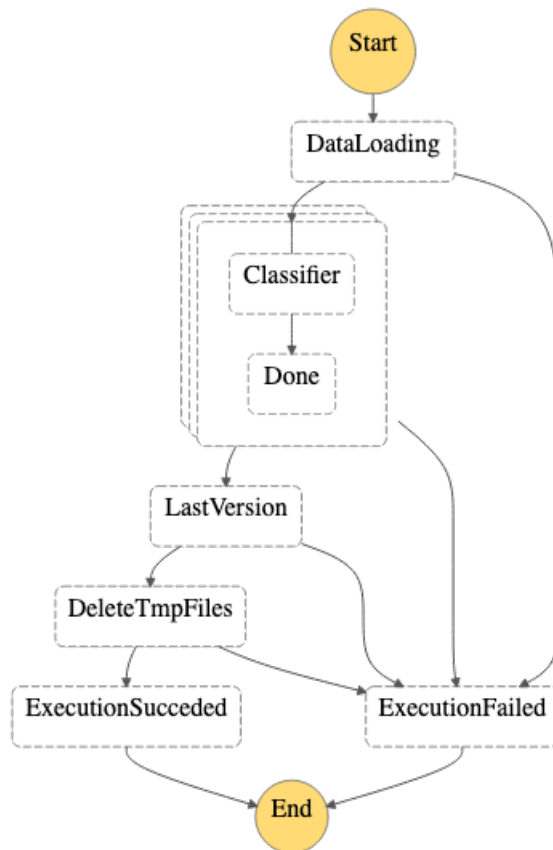 Start
DataLoading
Classifier
Done
LastVersion
DeleteTmpFiles
ExecutionSucceded
ExecutionFailed
End